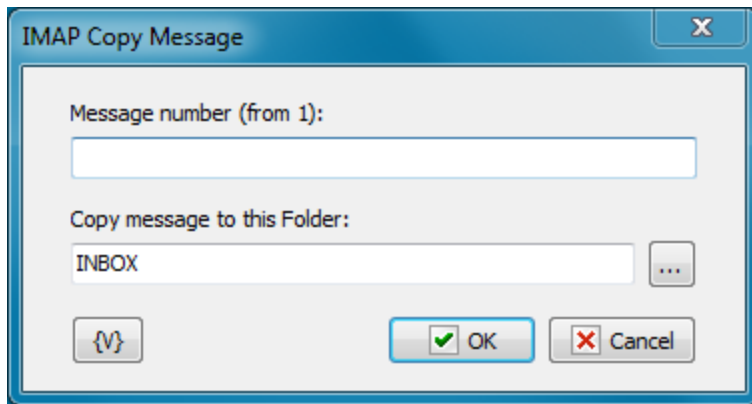 IMAP Copy Message
Message number (from 1):
Copy message to this Folder:
INBOX
...
{V}
OK
Cancel